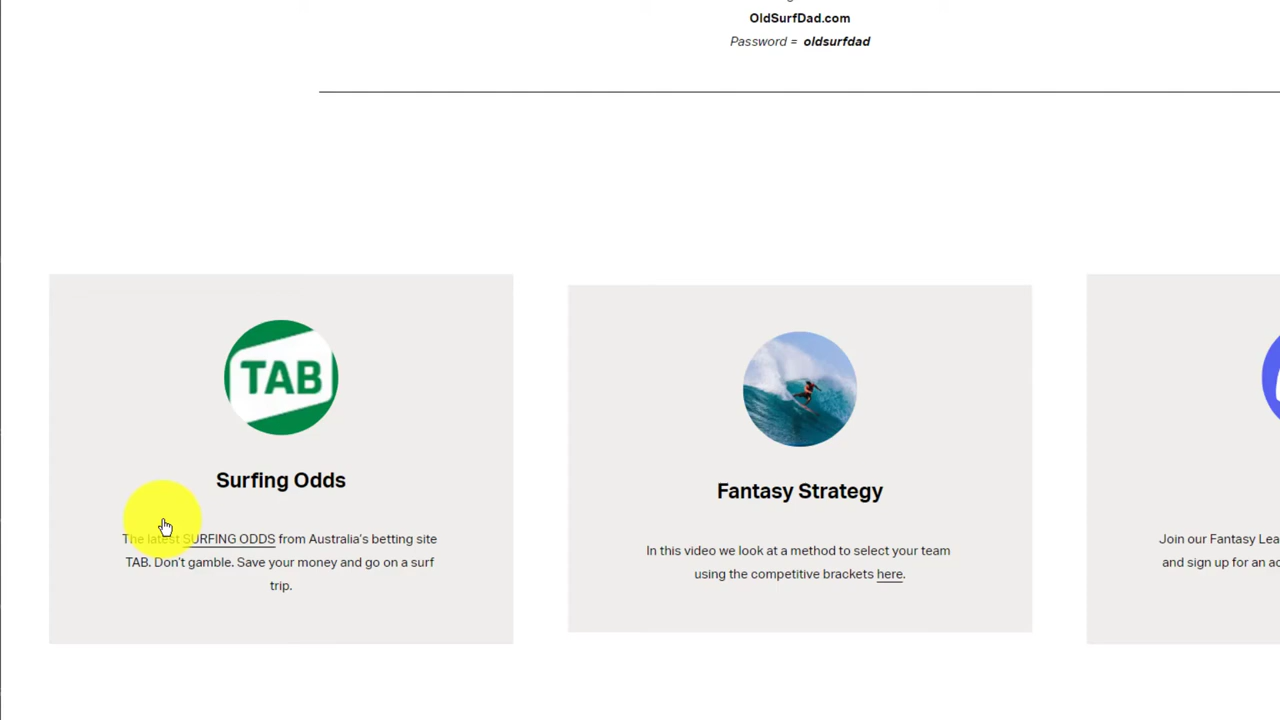 OldSurfDad.com
Password = oldsurfdad
TAB
Surfing Odds
The latest SURFING ODDS from Australia's betting site
TAB. Don't gamble. Save your money and go on a surf
trip.
Fantasy Strategy
In this video we look at a method to select your team
using the competitive brackets here.
Join our Fantasy Lea
and sign up for an ac